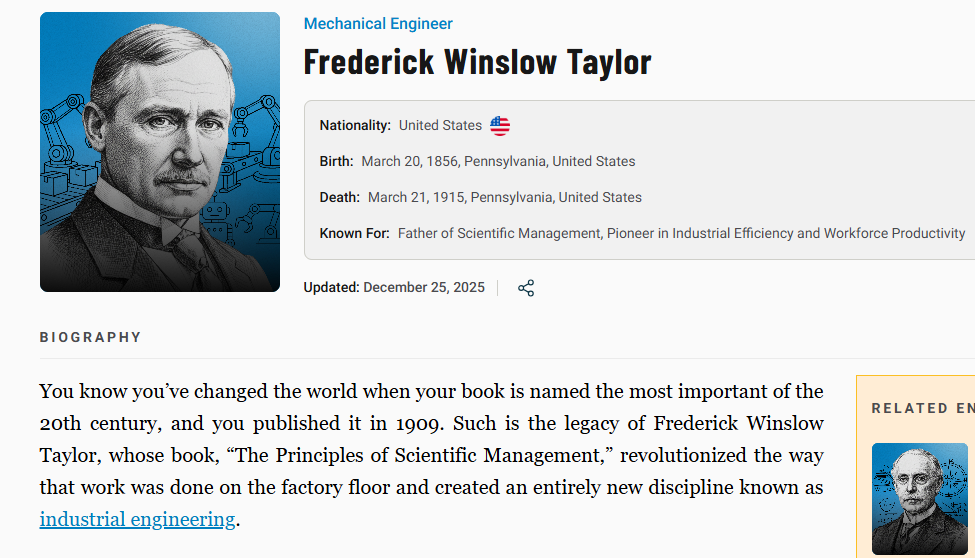 Mechanical Engineer
Frederick Winslow Taylor
Nationality: United States
Birth: March 20, 1856, Pennsylvania, United States
Death: March 21, 1915, Pennsylvania, United States
Known For: Father of Scientific Management, Pioneer in Industrial Efficiency and Workforce Productivity
Updated: December 25, 2025
BIOGRAPHY
You know you’ve changed the world when your book is named the most important of the
20th century, and you published it in 1909. Such is the legacy of Frederick Winslow
Taylor, whose book, “The Principles of Scientific Management,” revolutionized the way
that work was done on the factory floor and created an entirely new discipline known as
industrial engineering.
RELATED EN